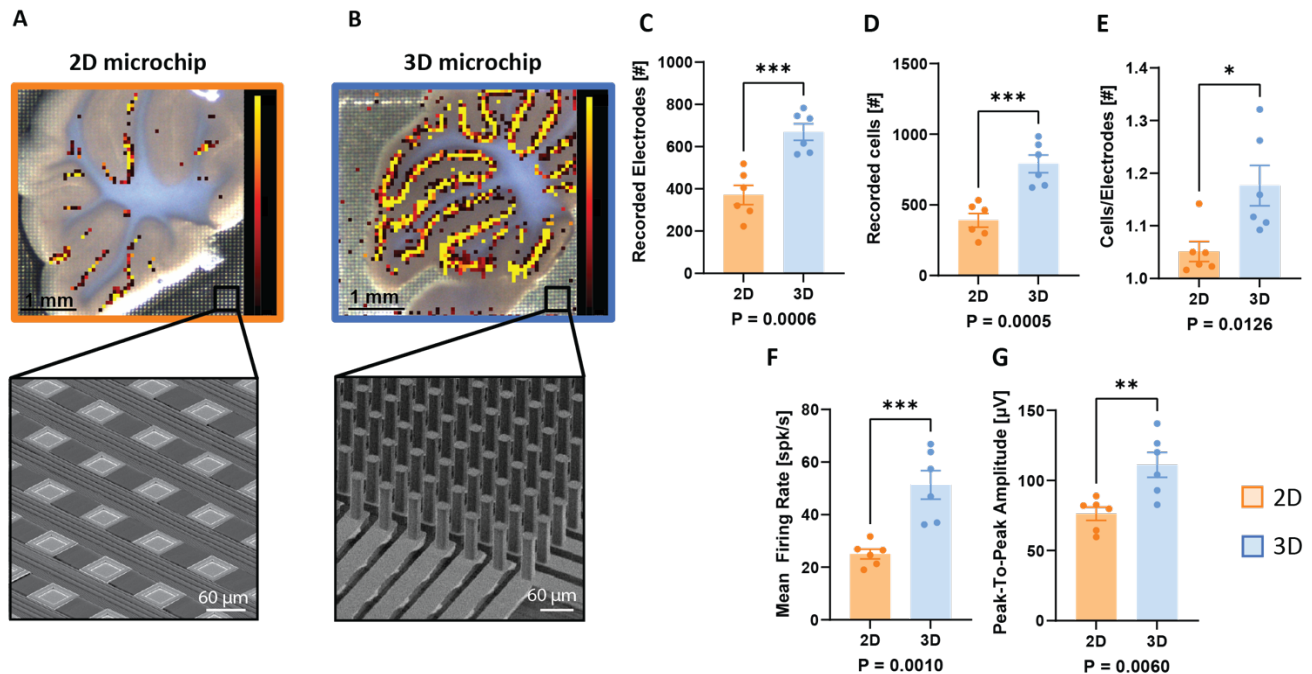 A
2D microchip
1 mm
60 µm
B
3D microchip
1 mm
60 µm
C
Recorded Electrodes [#]
1000
800
600
400
200
0
***
2D
3D
P = 0.0006
D
Recorded cells [#]
1500
1000
500
0
***
2D
3D
P = 0.0005
E
Cells/Electrodes [#]
1.4
1.3
1.2
1.1
1.0
*
2D
3D
P = 0.0126
F
Mean Firing Rate [spk/s]
80
60
40
20
0
***
2D
3D
P = 0.0010
G
Peak-To-Peak Amplitude [µV]
150
100
50
0
**
2D
3D
P = 0.0060
2D
3D